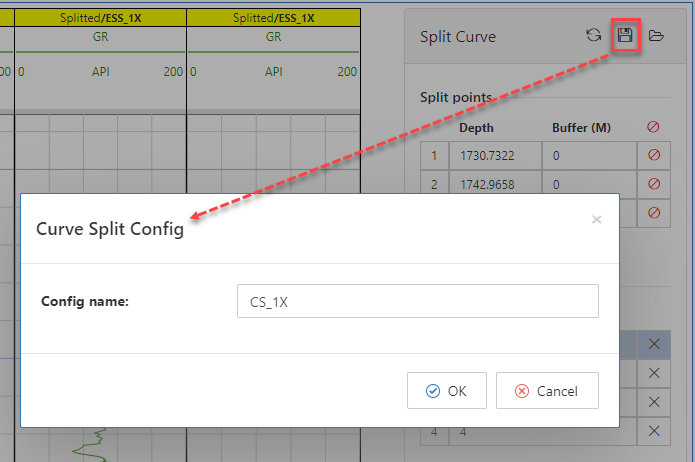 Splitted/ESS_1X Splitted/ESS_1X
GR GR
00 0 API 200 0 API 200
Split Curve
Split points
Depth Buffer (M)
1 1730.7322 0
2 1742.9658 0
Curve Split Config ×
Config name: CS_1X
OK Cancel
4 4